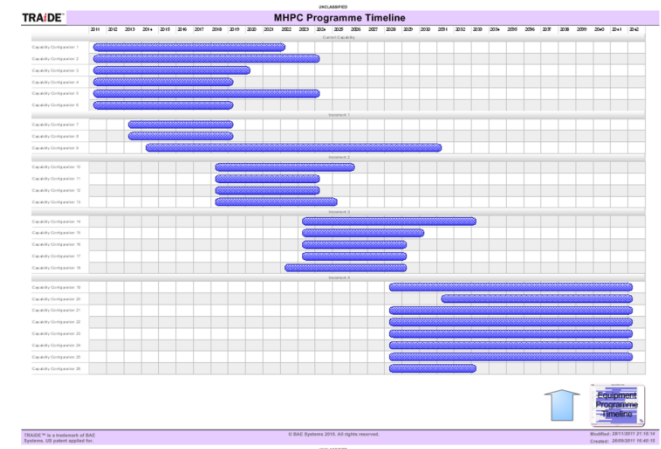 UNCLASSIFIED
TRAiDE™
MHPC Programme Timeline
2011 2012 2013 2014 2015 2016 2017 2018 2019 2020 2021 2022 2023 2024 2025 2026 2027 2028 2029 2030 2031 2032 2033 2034 2035 2036 2037 2038 2039 2040 2041 2042
Current Capability
Capability Configuration 1
Capability Configuration 2
Capability Configuration 3
Capability Configuration 4
Capability Configuration 5
Capability Configuration 6
Increment 1
Capability Configuration 7
Capability Configuration 8
Capability Configuration 9
Increment 2
Capability Configuration 10
Capability Configuration 11
Capability Configuration 12
Capability Configuration 13
Increment 3
Capability Configuration 14
Capability Configuration 15
Capability Configuration 16
Capability Configuration 17
Capability Configuration 18
Capability Configuration 19
Capability Configuration 20
Capability Configuration 21
Capability Configuration 22
Capability Configuration 23
Capability Configuration 24
Capability Configuration 25
Capability Configuration 26
Equipment
Programme
Timeline
TRAiDE™ is a trademark of BAE
Systems, US patent applied for.
© BAE Systems 2010. All rights reserved.
Modified:
Created: